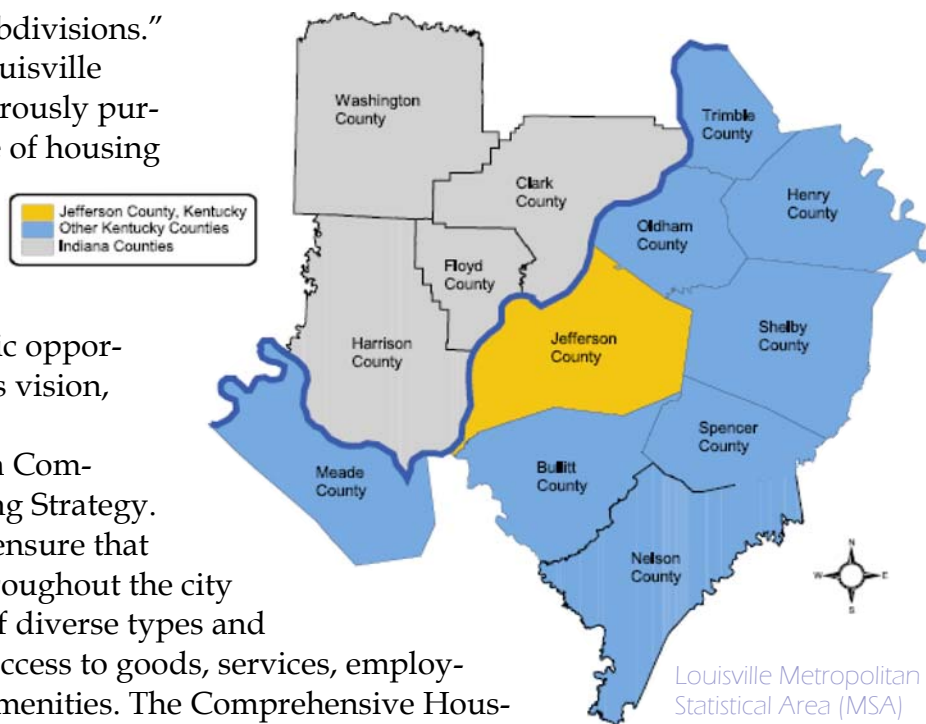 bdivisions.”
ouisville
rously pur-
e of housing
Jefferson County, Kentucky
Other Kentucky Counties
Indiana Counties
ic oppor-
s vision,
n Com-
ng Strategy.
ensure that
roughout the city
f diverse types and
ccess to goods, services, employ-
menities. The Comprehensive Hous-
Washington
County
Trimble
County
Clark
County
Henry
County
Oldham
County
Floyd
County
Harrison
County
Jefferson
County
Shelby
County
Spencer
County
Meade
County
Bullitt
County
Nelson
County
N
W
E
S
Louisville Metropolitan
Statistical Area (MSA)